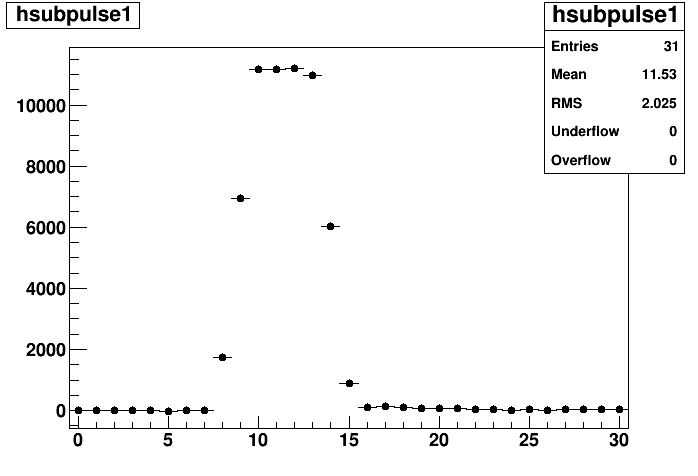 hsubpulse1
hsubpulse1
Entries 31
Mean 11.53
RMS 2.025
Underflow 0
Overflow 0
10000
8000
6000
4000
2000
0
0 5 10 15 20 25 30